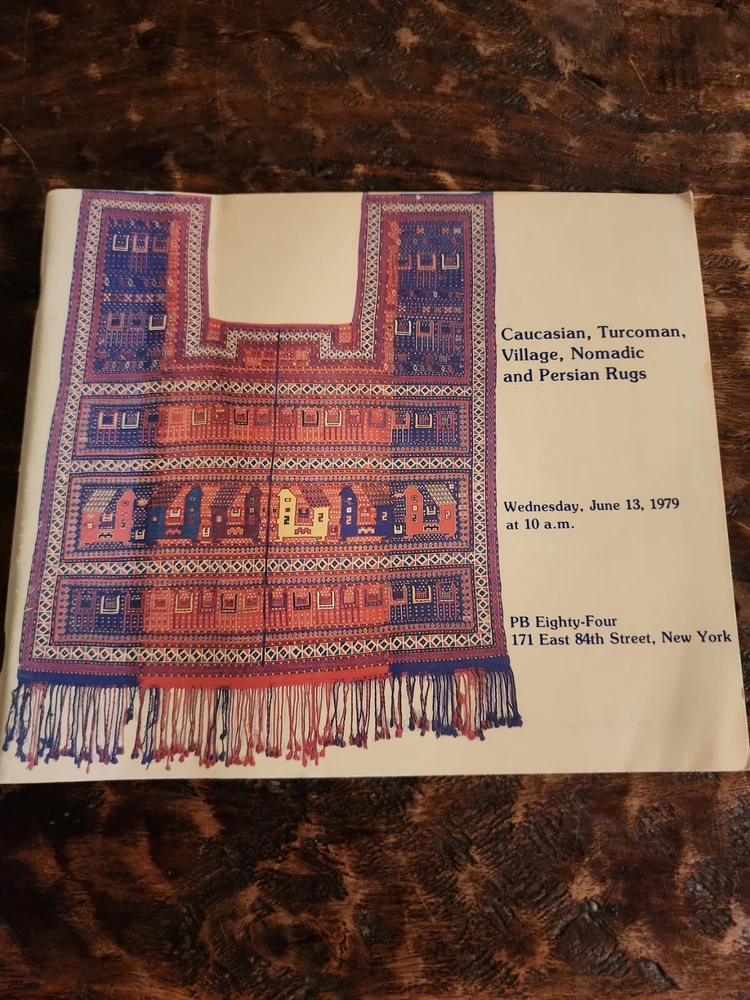 Caucasian, Turcoman,
Village, Nomadic
and Persian Rugs
Wednesday, June 13, 1979
at 10 a.m.
PB Eighty-Four
171 East 84th Street, New York